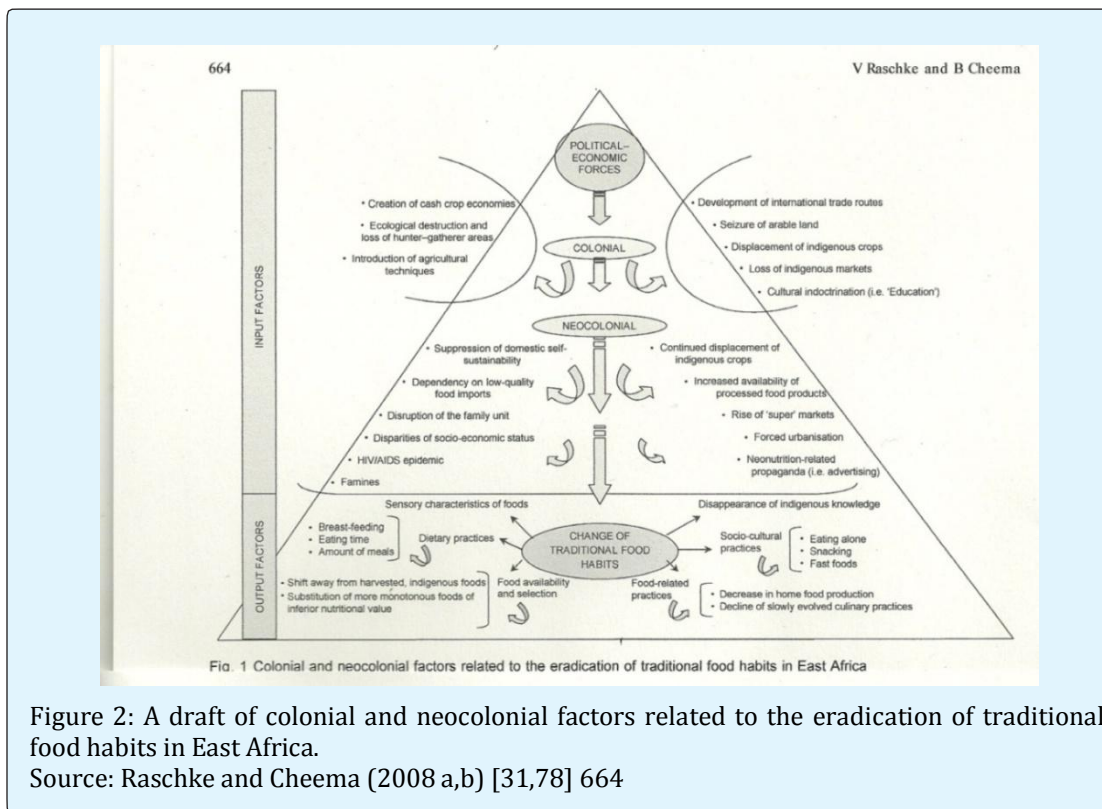 664
V Raschke and B Cheema
POLITICAL–
ECONOMIC
FORCES
• Creation of cash crop economies
• Ecological destruction and
loss of hunter–gatherer areas
• Introduction of agricultural
techniques
• Development of international trade routes
• Seizure of arable land
• Displacement of indigenous crops
• Loss of indigenous markets
• Cultural indoctrination (i.e. 'Education')
COLONIAL
INPUT FACTORS
NEOCOLONIAL
• Suppression of domestic self-
sustainability
• Dependency on low-quality
food imports
• Disruption of the family unit
• Disparities of socio-economic status
• HIV/AIDS epidemic
• Famines
• Continued displacement of
indigenous crops
• Increased availability of
processed food products
• Rise of 'super' markets
• Forced urbanisation
• Neonutrition-related
propaganda (i.e. advertising)
OUTPUT FACTORS
Sensory characteristics of foods
Disappearance of indigenous knowledge
• Breast-feeding
• Eating time
• Amount of meals
Dietary practices
CHANGE OF
TRADITIONAL FOOD
HABITS
Socio-cultural
practices
• Eating alone
• Snacking
• Fast foods
• Shift away from harvested, indigenous foods
• Substitution of more monotonous foods of
inferior nutritional value
Food availability
and selection
Food-related
practices
• Decrease in home food production
• Decline of slowly evolved culinary practices
Fig. 1 Colonial and neocolonial factors related to the eradication of traditional food habits in East Africa
Figure 2: A draft of colonial and neocolonial factors related to the eradication of traditional
food habits in East Africa.
Source: Raschke and Cheema (2008 a,b) [31,78] 664